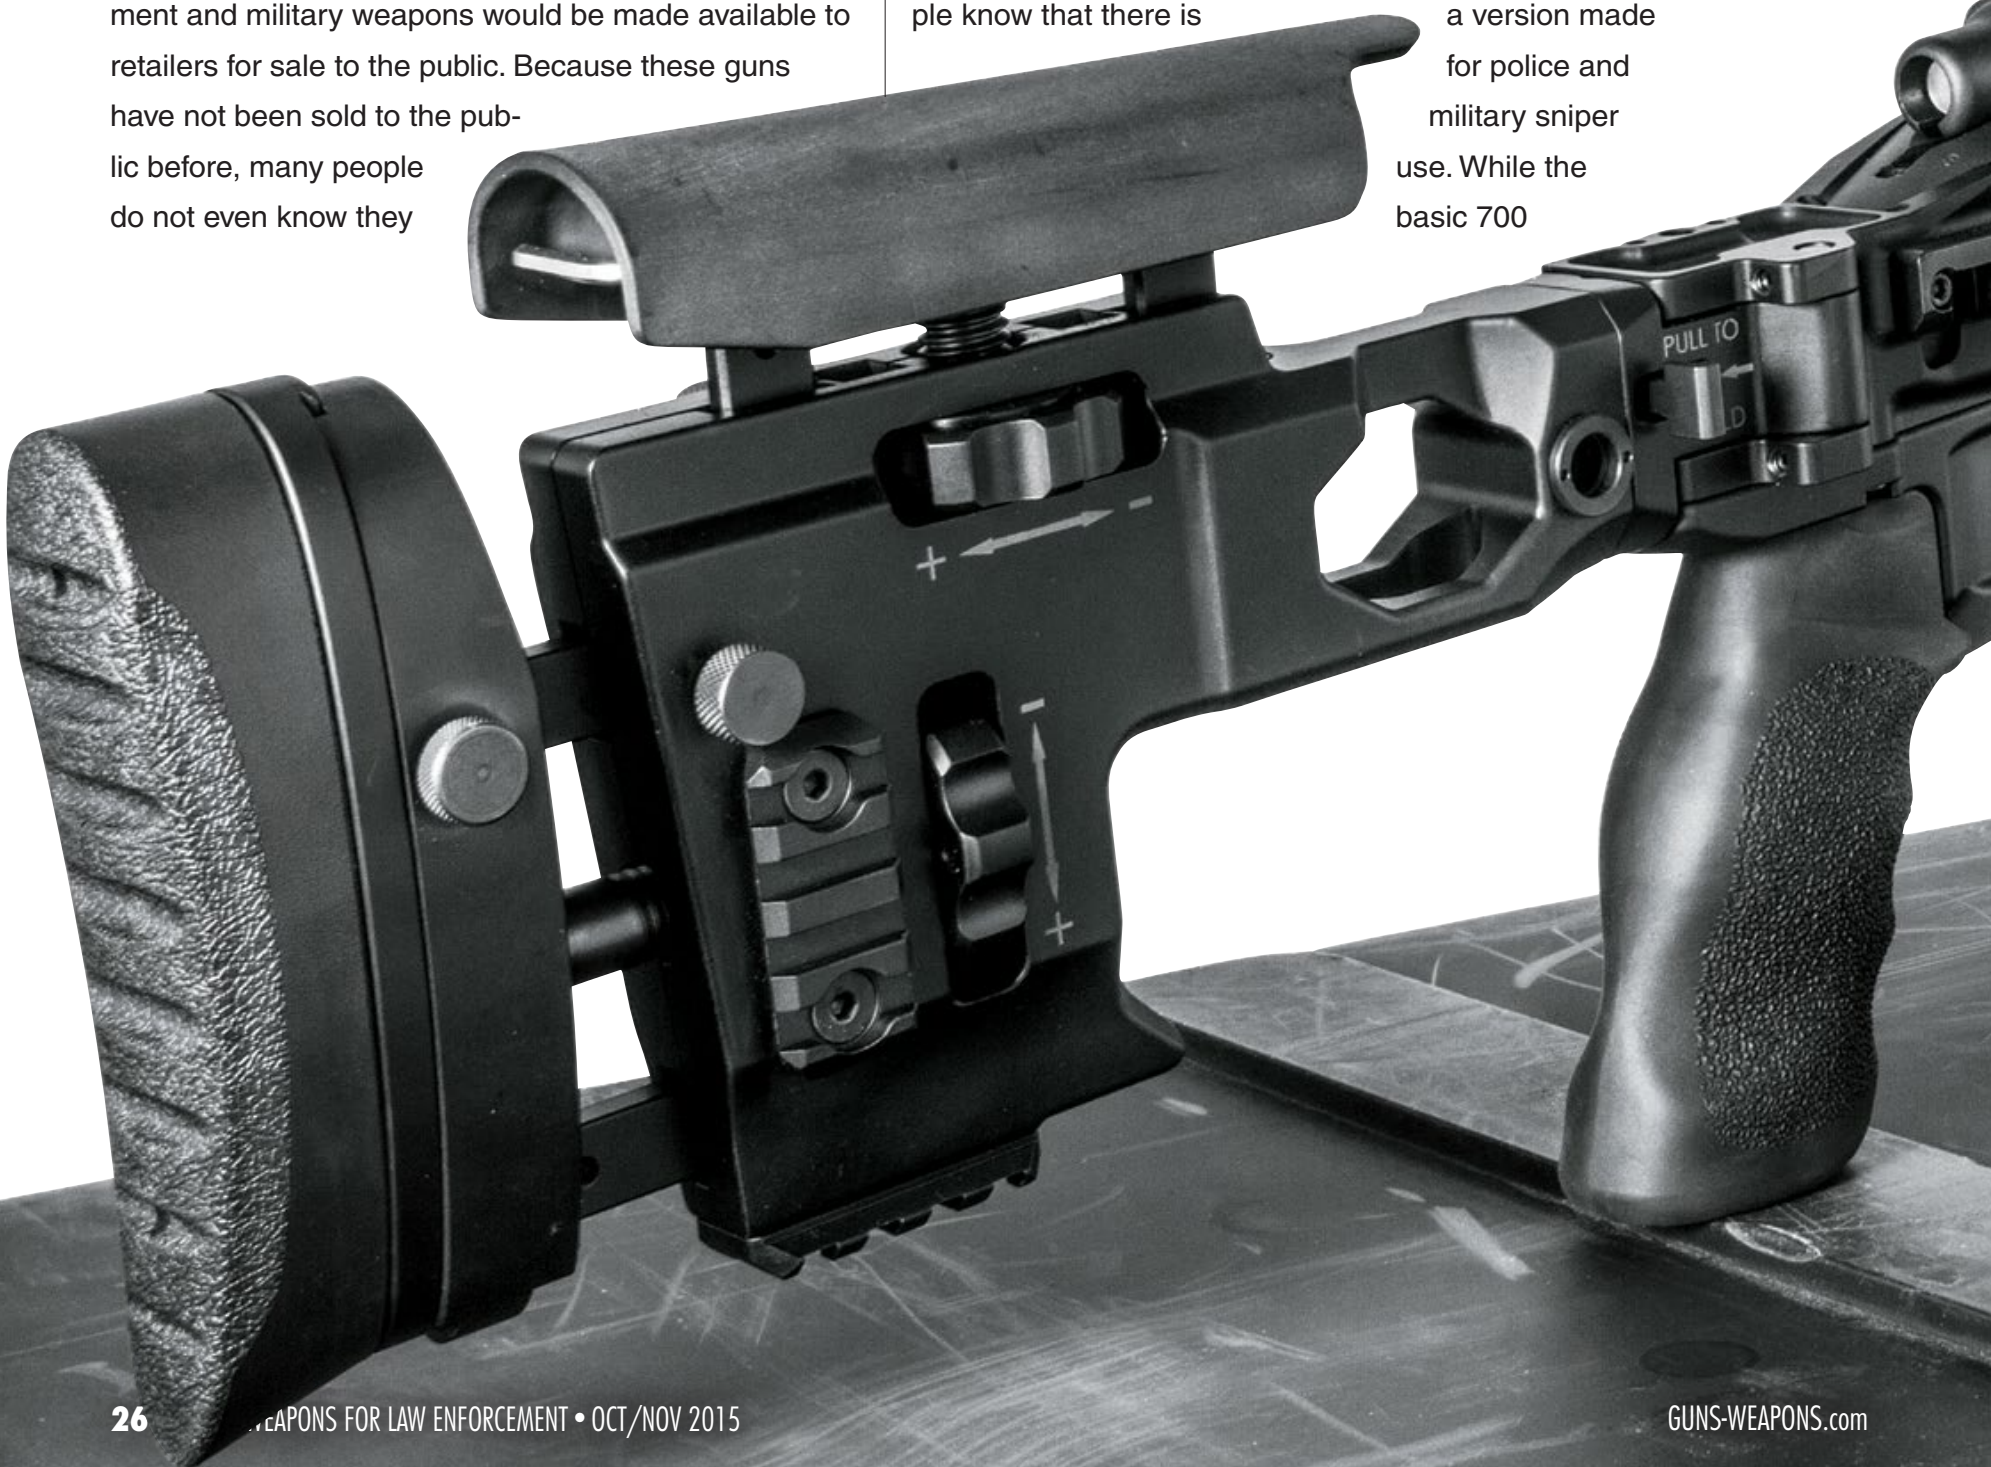 ment and military weapons would be made available to
retailers for sale to the public. Because these guns
have not been sold to the pub-
lic before, many people
do not even know they
ple know that there is
a version made
for police and
military sniper
use. While the
basic 700
PULL TO
+ -
-
+
26 WEAPONS FOR LAW ENFORCEMENT • OCT/NOV 2015
GUNS-WEAPONS.com